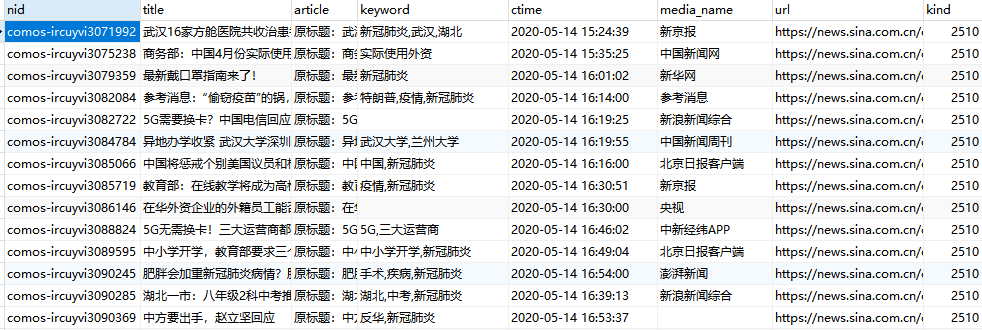 nid title article keyword ctime media_name url kind
comos-ircuyvi3071992 武汉16家方舱医院共收治患者 原标题：武汉 新冠肺炎,武汉,湖北 2020-05-14 15:24:39 新京报 https://news.sina.com.cn/ 2510
comos-ircuyvi3075238 商务部：中国4月份实际使用 原标题：商务 实际使用外资 2020-05-14 15:35:25 中国新闻网 https://news.sina.com.cn/ 2510
comos-ircuyvi3079359 最新戴口罩指南来了！ 原标题：最新 新冠肺炎 2020-05-14 16:01:02 新华网 https://news.sina.com.cn/ 2510
comos-ircuyvi3082084 参考消息：“偷窃疫苗”的锅， 原标题：参考 特朗普,疫情,新冠肺炎 2020-05-14 16:14:00 参考消息 https://news.sina.com.cn/ 2510
comos-ircuyvi3082722 5G需要换卡？中国电信回应 原标题：5G 2020-05-14 16:19:25 新浪新闻综合 https://news.sina.com.cn/ 2510
comos-ircuyvi3084784 异地办学收紧 武汉大学深圳 原标题：异地 武汉大学,兰州大学 2020-05-14 16:19:55 中国新闻周刊 https://news.sina.com.cn/ 2510
comos-ircuyvi3085066 中国将惩戒个别美国议员和 原标题：中国 中国,新冠肺炎 2020-05-14 16:16:00 北京日报客户端 https://news.sina.com.cn/ 2510
comos-ircuyvi3085719 教育部：在线教学将成为高校 原标题：教育 疫情,新冠肺炎 2020-05-14 16:30:51 新京报 https://news.sina.com.cn/ 2510
comos-ircuyvi3086146 在华外资企业的外籍员工能否 原标题：在华 2020-05-14 16:30:00 央视 https://news.sina.com.cn/ 2510
comos-ircuyvi3088824 5G无需换卡！三大运营商都 原标题：5G 5G,三大运营商 2020-05-14 16:46:02 中新经纬APP https://news.sina.com.cn/ 2510
comos-ircuyvi3089595 中小学开学，教育部要求三个 原标题：中小 中小学开学,新冠肺炎 2020-05-14 16:49:04 北京日报客户端 https://news.sina.com.cn/ 2510
comos-ircuyvi3090245 肥胖会加重新冠肺炎病情？ 原标题：肥胖 手术,疾病,新冠肺炎 2020-05-14 16:54:00 澎湃新闻 https://news.sina.com.cn/ 2510
comos-ircuyvi3090285 湖北一市：八年级2科中考推 原标题：湖北 湖北,中考,新冠肺炎 2020-05-14 16:39:13 新浪新闻综合 https://news.sina.com.cn/ 2510
comos-ircuyvi3090369 中方要出手，赵立坚回应 原标题：中方 反华,新冠肺炎 2020-05-14 16:53:37 https://news.sina.com.cn/ 2510